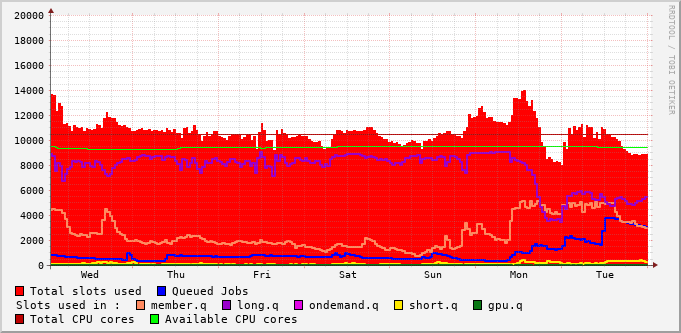 20000
18000
16000
14000
12000
10000
8000
6000
4000
2000
0
Wed Thu Fri Sat Sun Mon Tue
RRDTOOL / TOBI OETIKER
Total slots used Queued Jobs
Slots used in : member.q long.q ondemand.q short.q gpu.q
Total CPU cores Available CPU cores